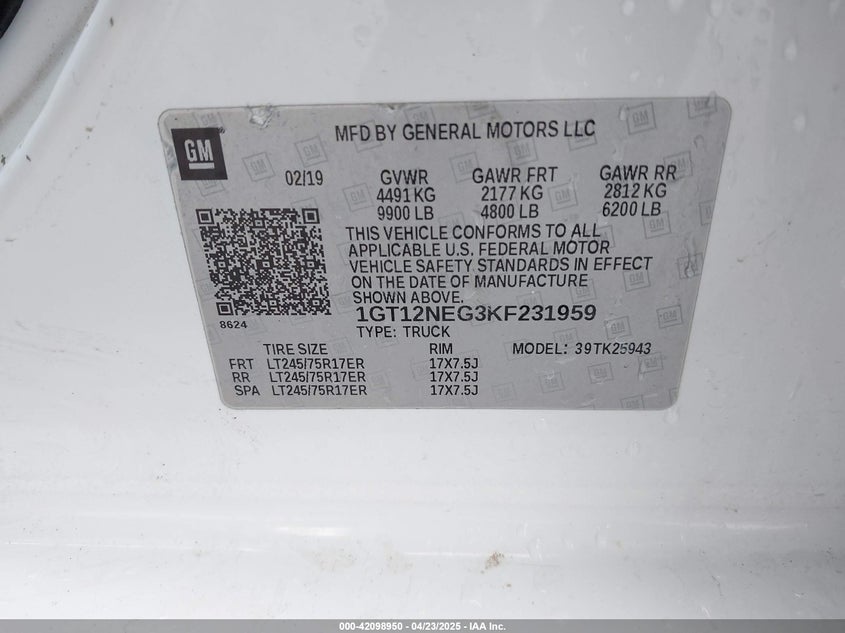 GM
MFD BY GENERAL MOTORS LLC
02/19 GVWR GAWR FRT GAWR RR
4491 KG 2177 KG 2812 KG
9900 LB 4800 LB 6200 LB
THIS VEHICLE CONFORMS TO ALL
APPLICABLE U.S. FEDERAL MOTOR
VEHICLE SAFETY STANDARDS IN EFFECT
ON THE DATE OF MANUFACTURE
SHOWN ABOVE.
8624 1GT12NEG3KF231959
TYPE: TRUCK
TIRE SIZE RIM MODEL: 39TK25943
FRT LT245/75R17ER 17X7.5J
RR LT245/75R17ER 17X7.5J
SPA LT245/75R17ER 17X7.5J
000-42098950 - 04/23/2025 - IAA Inc.